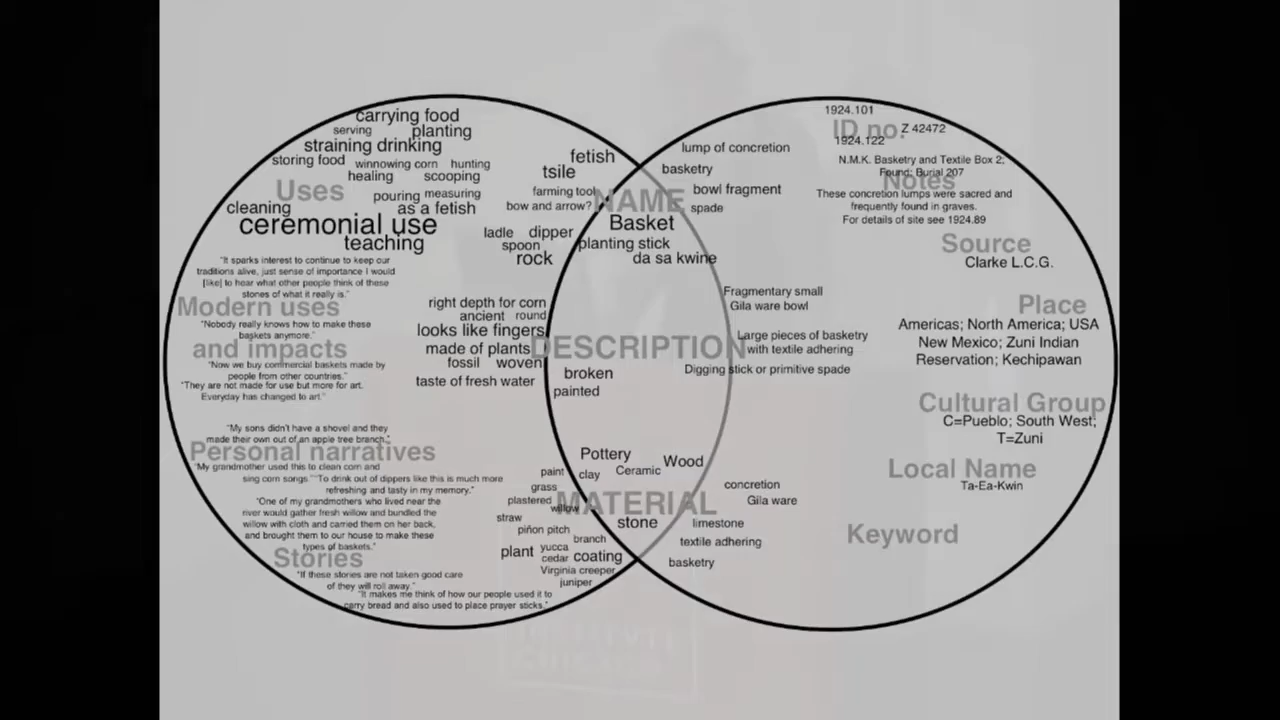 carrying food
serving
planting
straining drinking
storing food
winnowing corn
hunting
healing
scooping
Uses
pouring
measuring
cleaning
as a fetish
ceremonial use
teaching
"It sparks interest to continue to keep our
traditions alive, just sense of importance I would
[like] to hear what other people think of these
stones of what it really is."
Modern uses
"Nobody really knows how to make these
baskets anymore."
and impacts
"Now we buy commercial baskets made by
people from other countries."
"They are not made for use but more for art.
Everyday has changed to art."
"My sons didn't have a shovel and they
made their own out of an apple tree branch."
Personal narratives
"My grandmother used this to clean corn and
sing corn songs." "To drink out of dippers like this is much more
refreshing and tasty in my memory."
"One of my grandmothers who lived near the
river would gather fresh willow and bundled the
willow with cloth and carried them on her back,
and brought them to our house to make these
types of baskets."
Stories
"If these stories are not taken good care
of they will roll away."
"It makes me think of how our people used it to
carry bread and also used to place prayer sticks."
fetish
tsile
farming tool
bow and arrow?
ladle
dipper
spoon
rock
right depth for corn
ancient
round
looks like fingers
made of plants
fossil
woven
taste of fresh water
paint
grass
plastered
willow
straw
piñon pitch
branch
plant
yucca
cedar
coating
Virginia creeper
juniper
NAME
Basket
planting stick
da sa kwine
DESCRIPTION
broken
painted
Pottery
clay
Ceramic
Wood
MATERIAL
stone
lump of concretion
basketry
bowl fragment
spade
Fragmentary small
Gila ware bowl
Large pieces of basketry
with textile adhering
Digging stick or primitive spade
concretion
Gila ware
limestone
textile adhering
basketry
1924.101
ID no.
Z 42472
1924.122
N.M.K. Basketry and Textile Box 2;
Found; Burial 207
Notes
These concretion lumps were sacred and
frequently found in graves.
For details of site see 1924.89
Source
Clarke L.C.G.
Place
Americas; North America; USA
New Mexico; Zuni Indian
Reservation; Kechipawan
Cultural Group
C=Pueblo; South West;
T=Zuni
Local Name
Ta-Ea-Kwin
Keyword